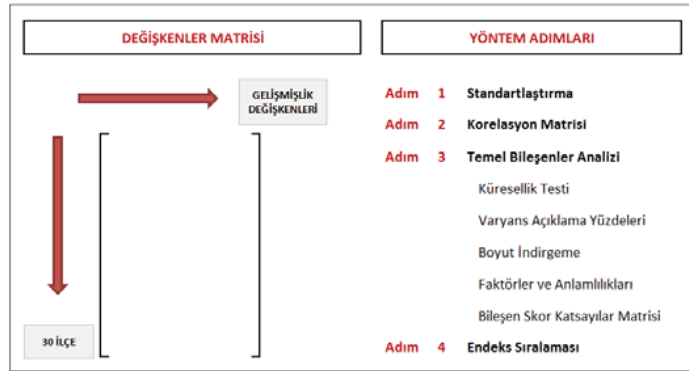 DEĞİŞKENLER MATRİSİ
GELİŞMİŞLİK
DEĞİŞKENLERİ
30 İLÇE
YÖNTEM ADIMLARI
Adım 1 Standartlaştırma
Adım 2 Korelasyon Matrisi
Adım 3 Temel Bileşenler Analizi
Küresellik Testi
Varyans Açıklama Yüzdeleri
Boyut İndirgeme
Faktörler ve Anlamlılıkları
Bileşen Skor Katsayılar Matrisi
Adım 4 Endeks Sıralaması